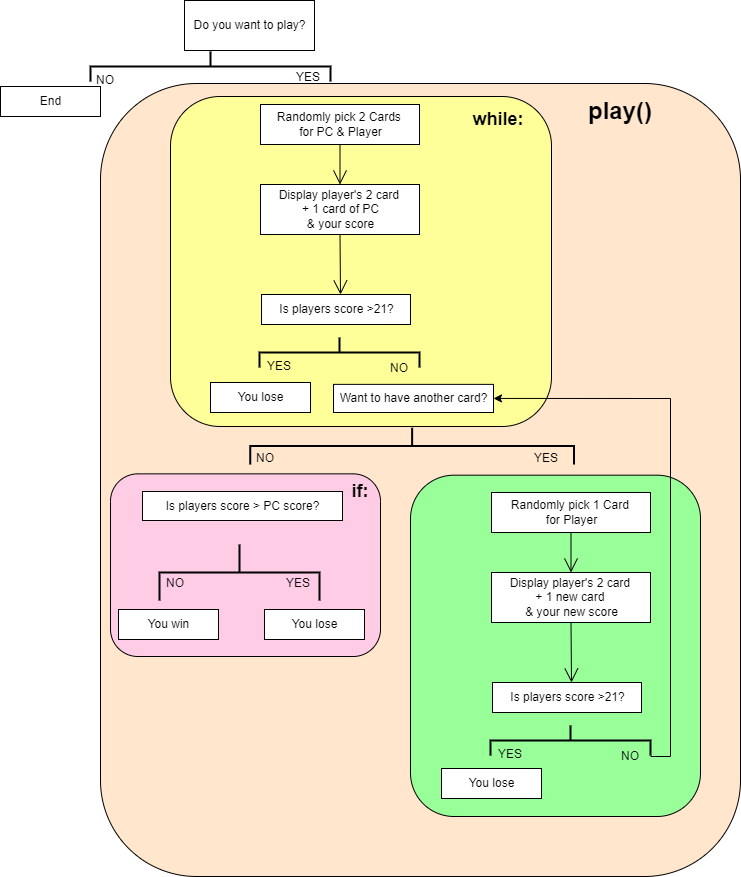 Do you want to play?
NO
YES
End
play()
while:
Randomly pick 2 Cards
for PC & Player
Display player's 2 card
+ 1 card of PC
& your score
Is players score >21?
YES
NO
You lose
Want to have another card?
NO
YES
if:
Is players score > PC score?
NO
YES
You win
You lose
Randomly pick 1 Card
for Player
Display player's 2 card
+ 1 new card
& your new score
Is players score >21?
YES
NO
You lose